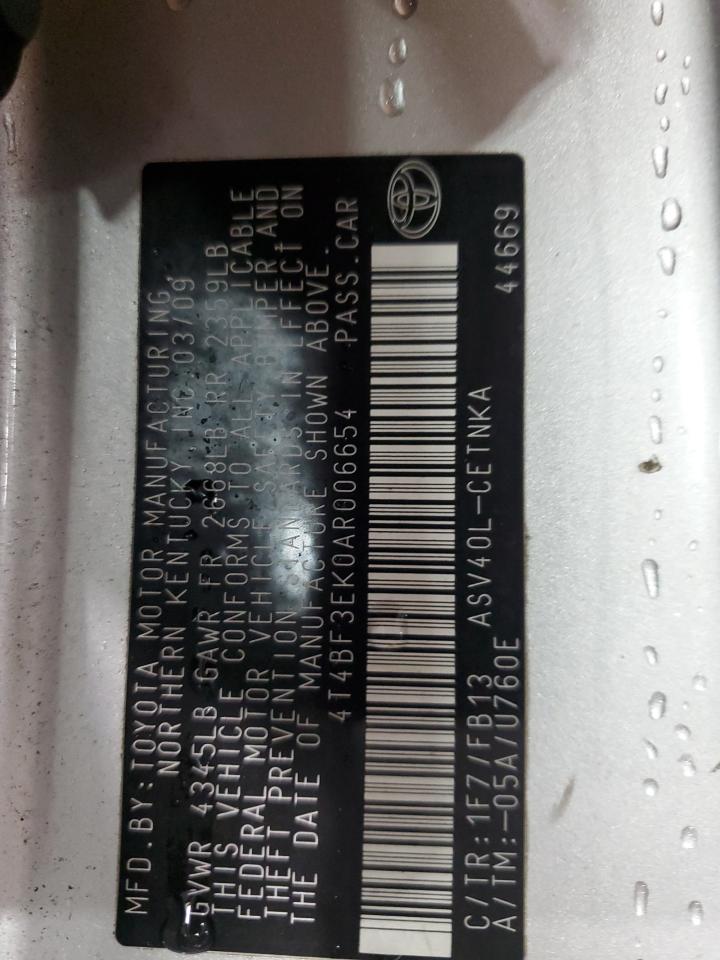 MFD.BY:TOYOTA MOTOR MANUFACTURING,
NORTHERN KENTUCKY, INC. 03/09
GVWR 4345LB GAWR FR 2668LB RR 2359LB
THIS VEHICLE CONFORMS TO ALL APPLICABLE
FEDERAL MOTOR VEHICLE SAFETY BUMPER AND
THEFT PREVENTION STANDARDS IN EFFECT ON
THE DATE OF MANUFACTURE SHOWN ABOVE.
4T4BF3EK0AR006654 PASS.CAR
C/TR:1F7/FB13 ASV40L-CETNKA 44669
A/TM:-05A/U760E